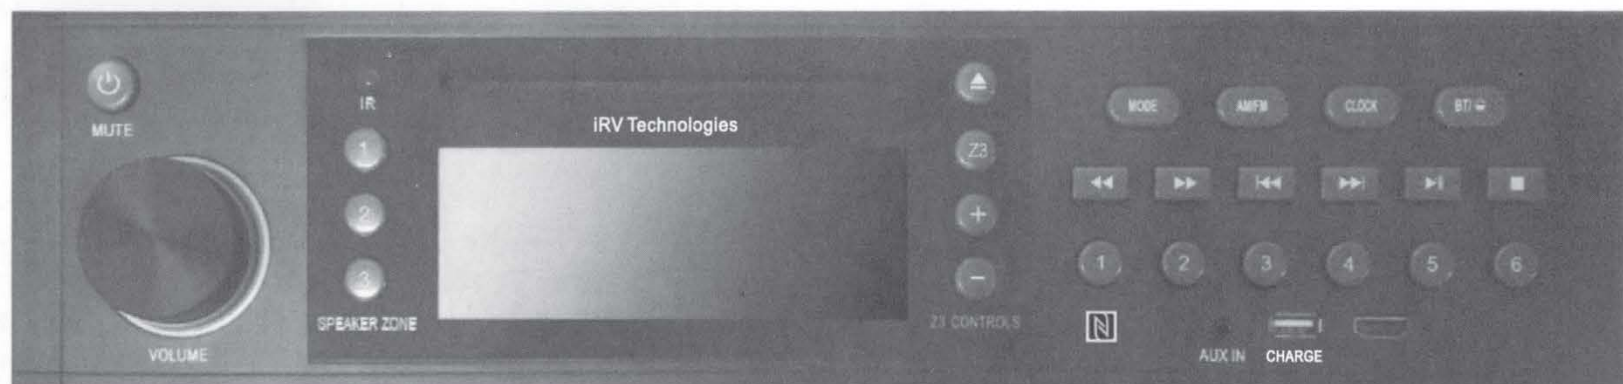 MUTE
VOLUME
IR
1
2
3
SPEAKER ZONE
iRV Technologies
Z3
+
-
Z3 CONTROLS
MODE
AM/FM
CLOCK
BT/
1
2
3
4
5
6
N
AUX IN
CHARGE